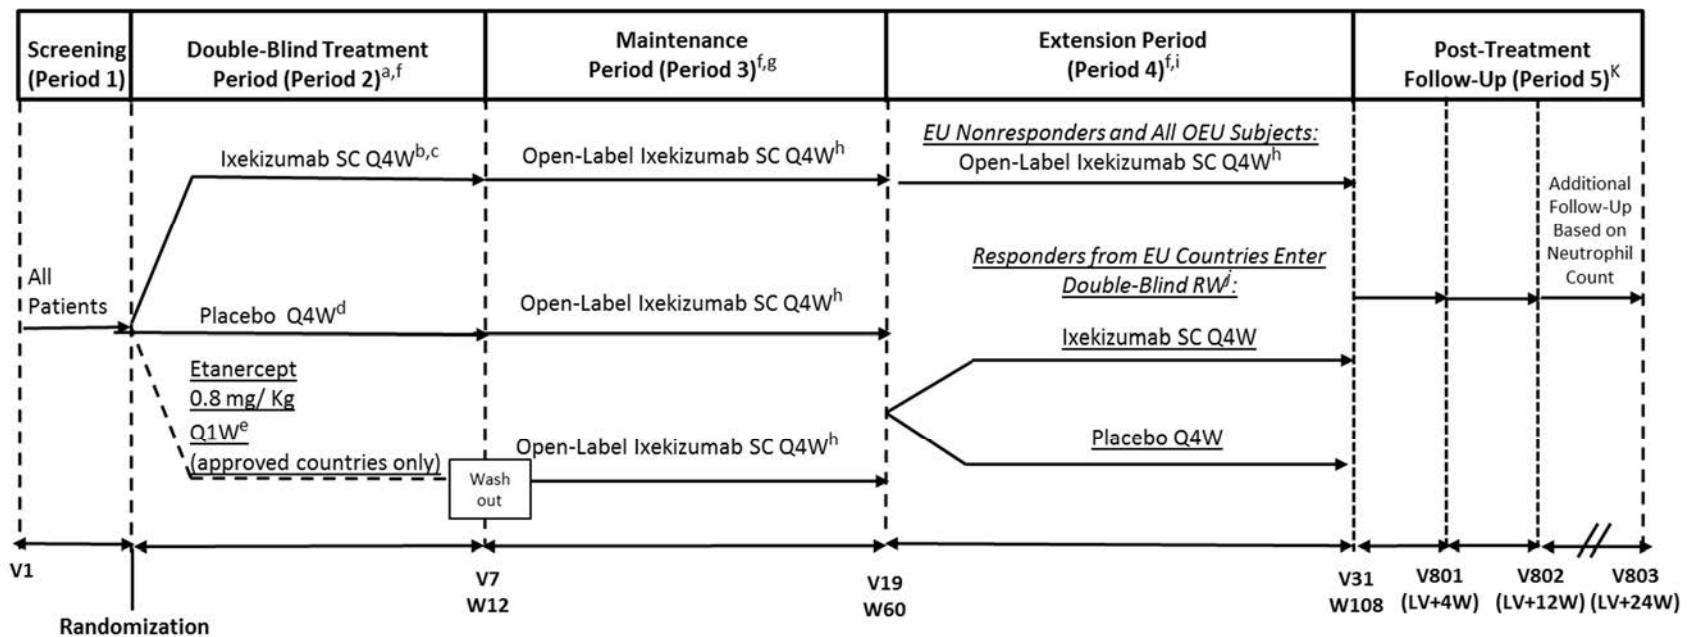 Screening
(Period 1)
Double-Blind Treatment
Period (Period 2)a,f
Maintenance
Period (Period 3)f,g
Extension Period
(Period 4)f,i
Post-Treatment
Follow-Up (Period 5)K
All
Patients
Ixekizumab SC Q4Wb,c
Placebo Q4Wd
Etanercept
0.8 mg/ Kg
Q1We
(approved countries only)
Wash
out
Open-Label Ixekizumab SC Q4Wh
Open-Label Ixekizumab SC Q4Wh
Open-Label Ixekizumab SC Q4Wh
EU Nonresponders and All OEU Subjects:
Open-Label Ixekizumab SC Q4Wh
Responders from EU Countries Enter
Double-Blind RWj:
Ixekizumab SC Q4W
Placebo Q4W
Additional
Follow-Up
Based on
Neutrophil
Count
V1
Randomization
V7
W12
V19
W60
V31
W108
V801
(LV+4W)
V802
(LV+12W)
V803
(LV+24W)